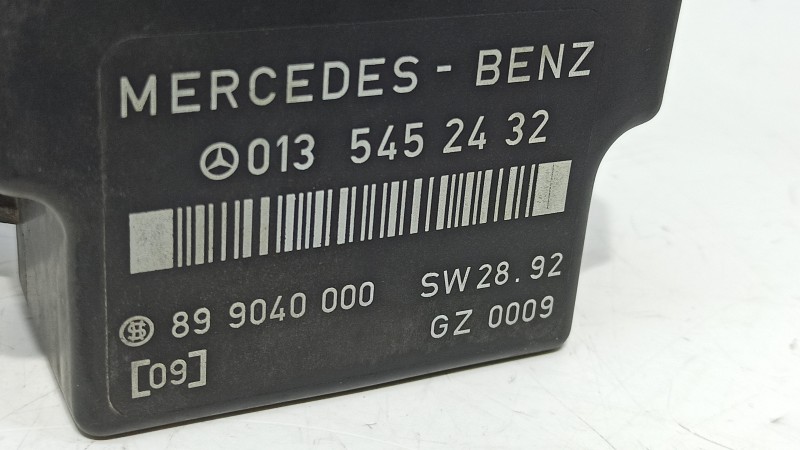 MERCEDES - BENZ
013 545 24 32
89 9040 000 SW28.92
GZ 0009
[09]